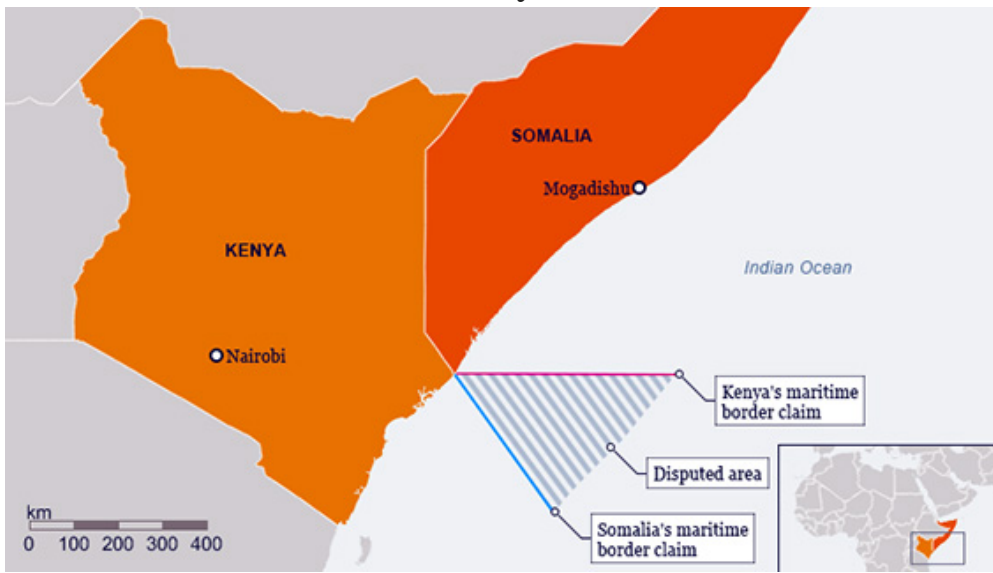 SOMALIA
Mogadishu
KENYA
Indian Ocean
Nairobi
Kenya's maritime
border claim
Disputed area
Somalia's maritime
border claim
km
0 100 200 300 400